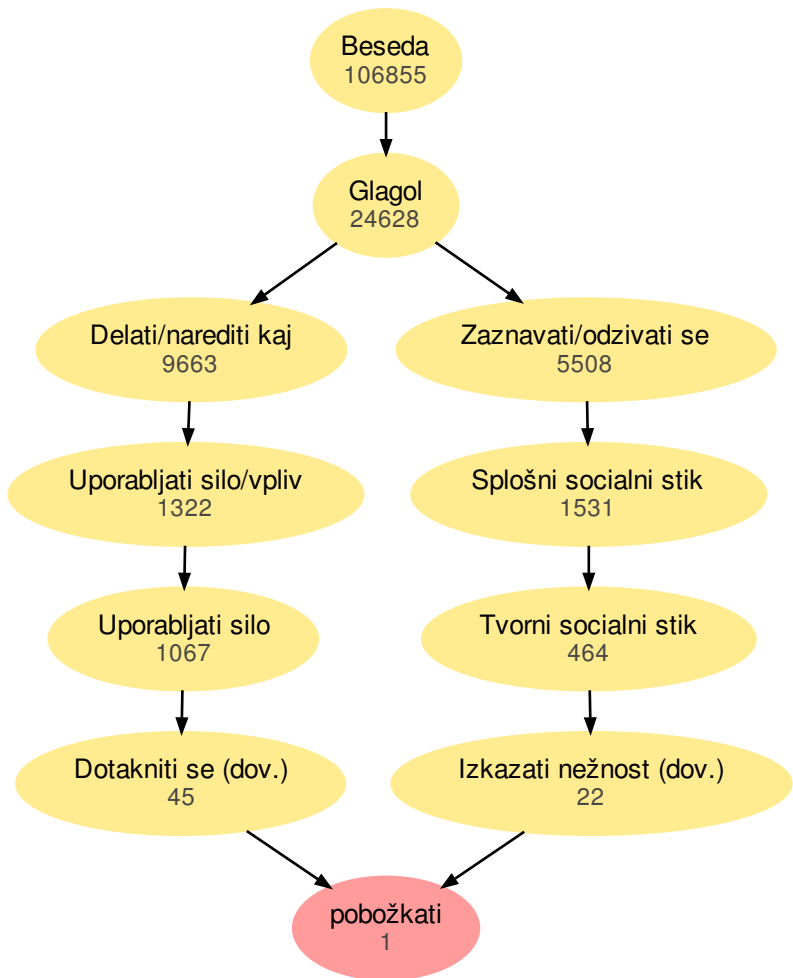 Beseda
106855
Glagol
24628
Delati/narediti kaj
9663
Zaznavati/odzivati se
5508
Uporabljati silo/vpliv
1322
Splošni socialni stik
1531
Uporabljati silo
1067
Tvorni socialni stik
464
Dotakniti se (dov.)
45
Izkazati nežnost (dov.)
22
pobožkati
1